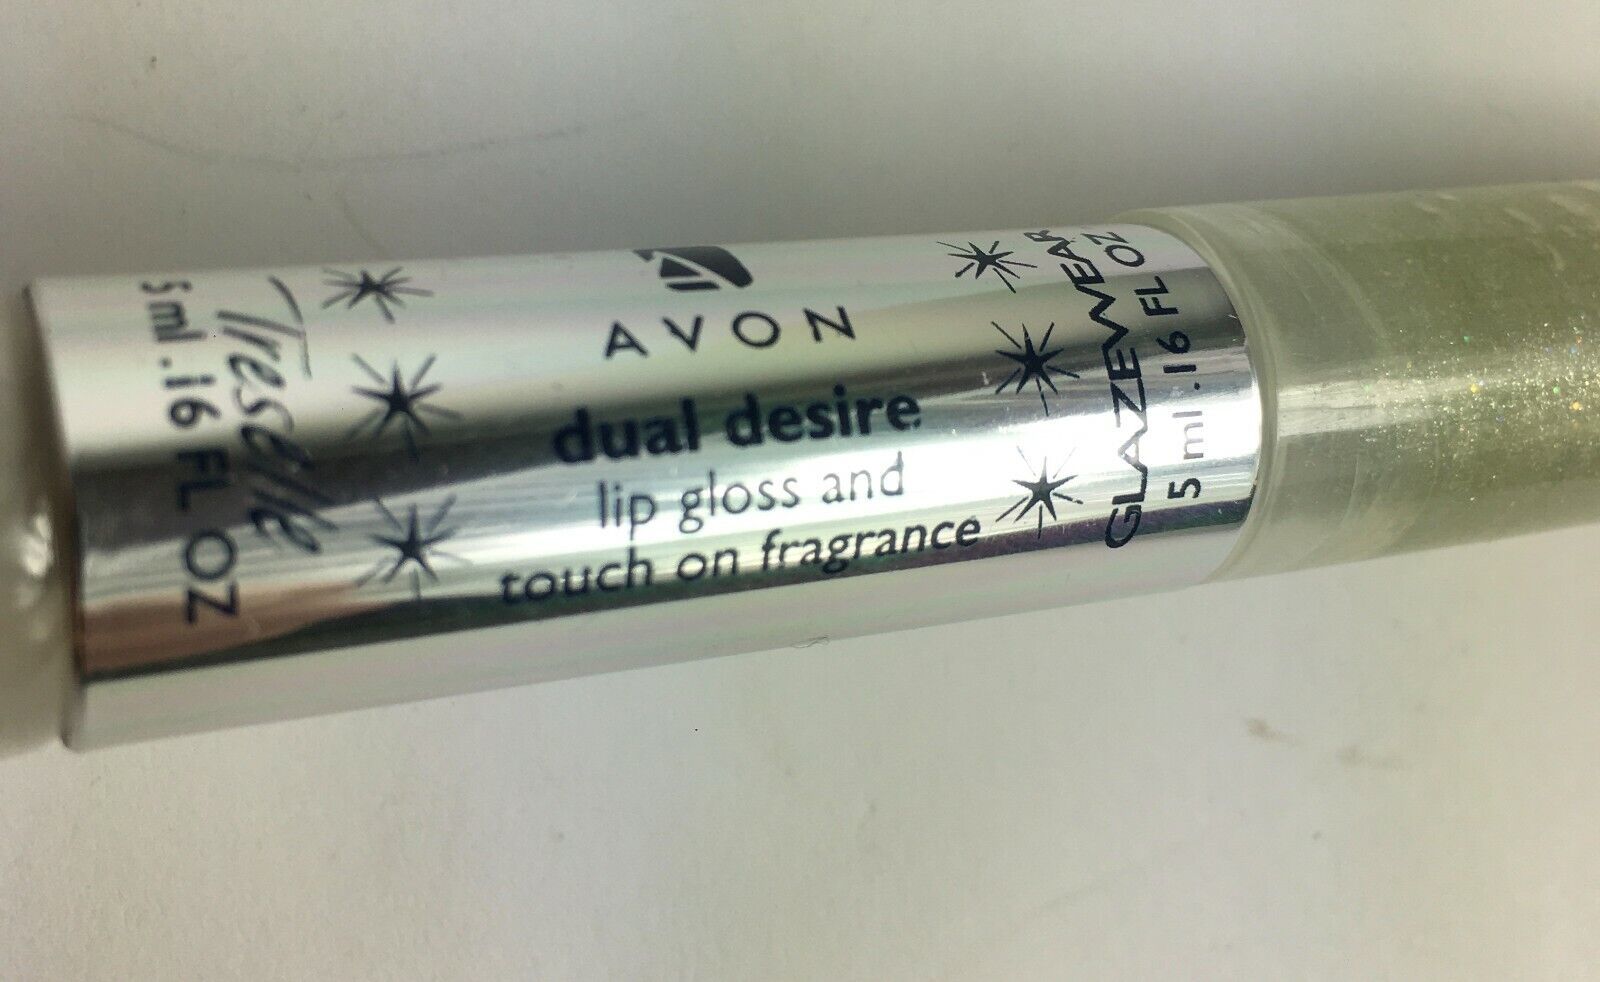 Treselle
5 ml .16 FL OZ
AVON
dual desire
lip gloss and
touch on fragrance
GLAZEWEAR
5 ml .16 FL OZ